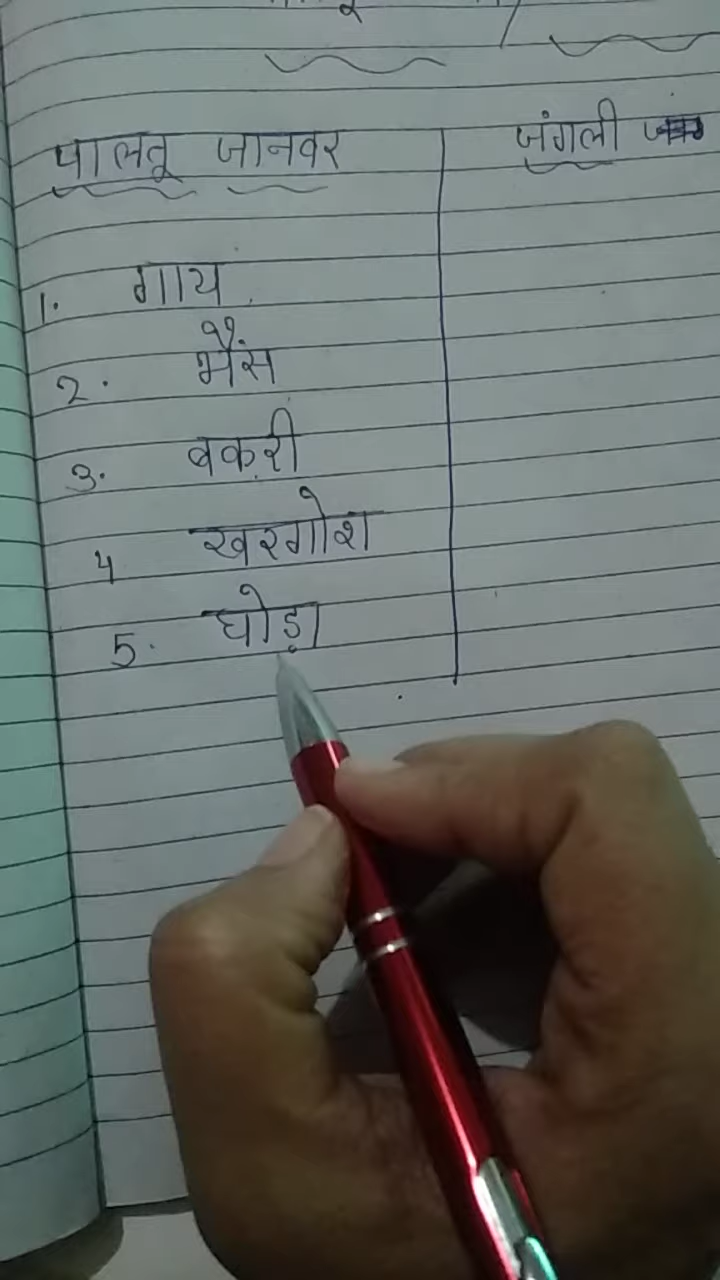 पालतू जानवर
जंगली
1. गाय
2. भैंस
3. बकरी
4 खरगोश
5. घोड़ा